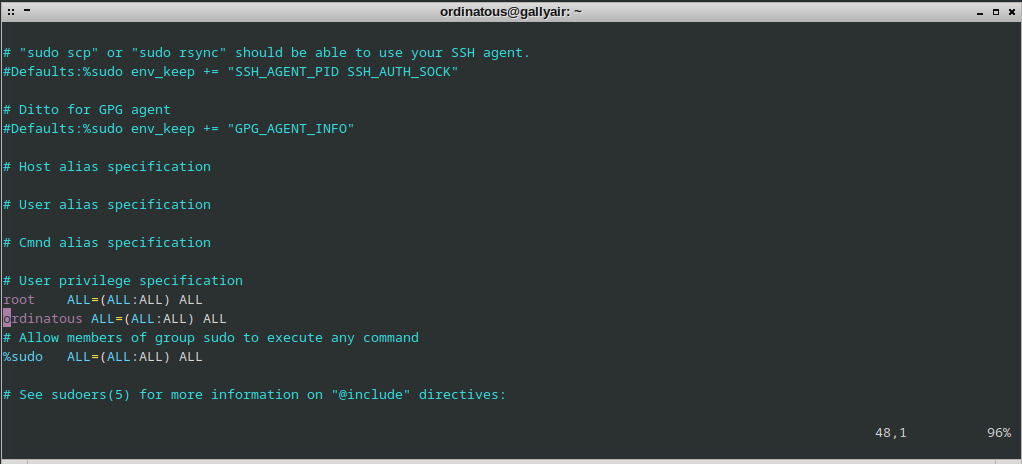 ordinatous@gallyair: ~
# "sudo scp" or "sudo rsync" should be able to use your SSH agent.
#Defaults:%sudo env_keep += "SSH_AGENT_PID SSH_AUTH_SOCK"
# Ditto for GPG agent
#Defaults:%sudo env_keep += "GPG_AGENT_INFO"
# Host alias specification
# User alias specification
# Cmnd alias specification
# User privilege specification
root    ALL=(ALL:ALL) ALL
ordinatous ALL=(ALL:ALL) ALL
# Allow members of group sudo to execute any command
%sudo   ALL=(ALL:ALL) ALL
# See sudoers(5) for more information on "@include" directives:
48,1          96%